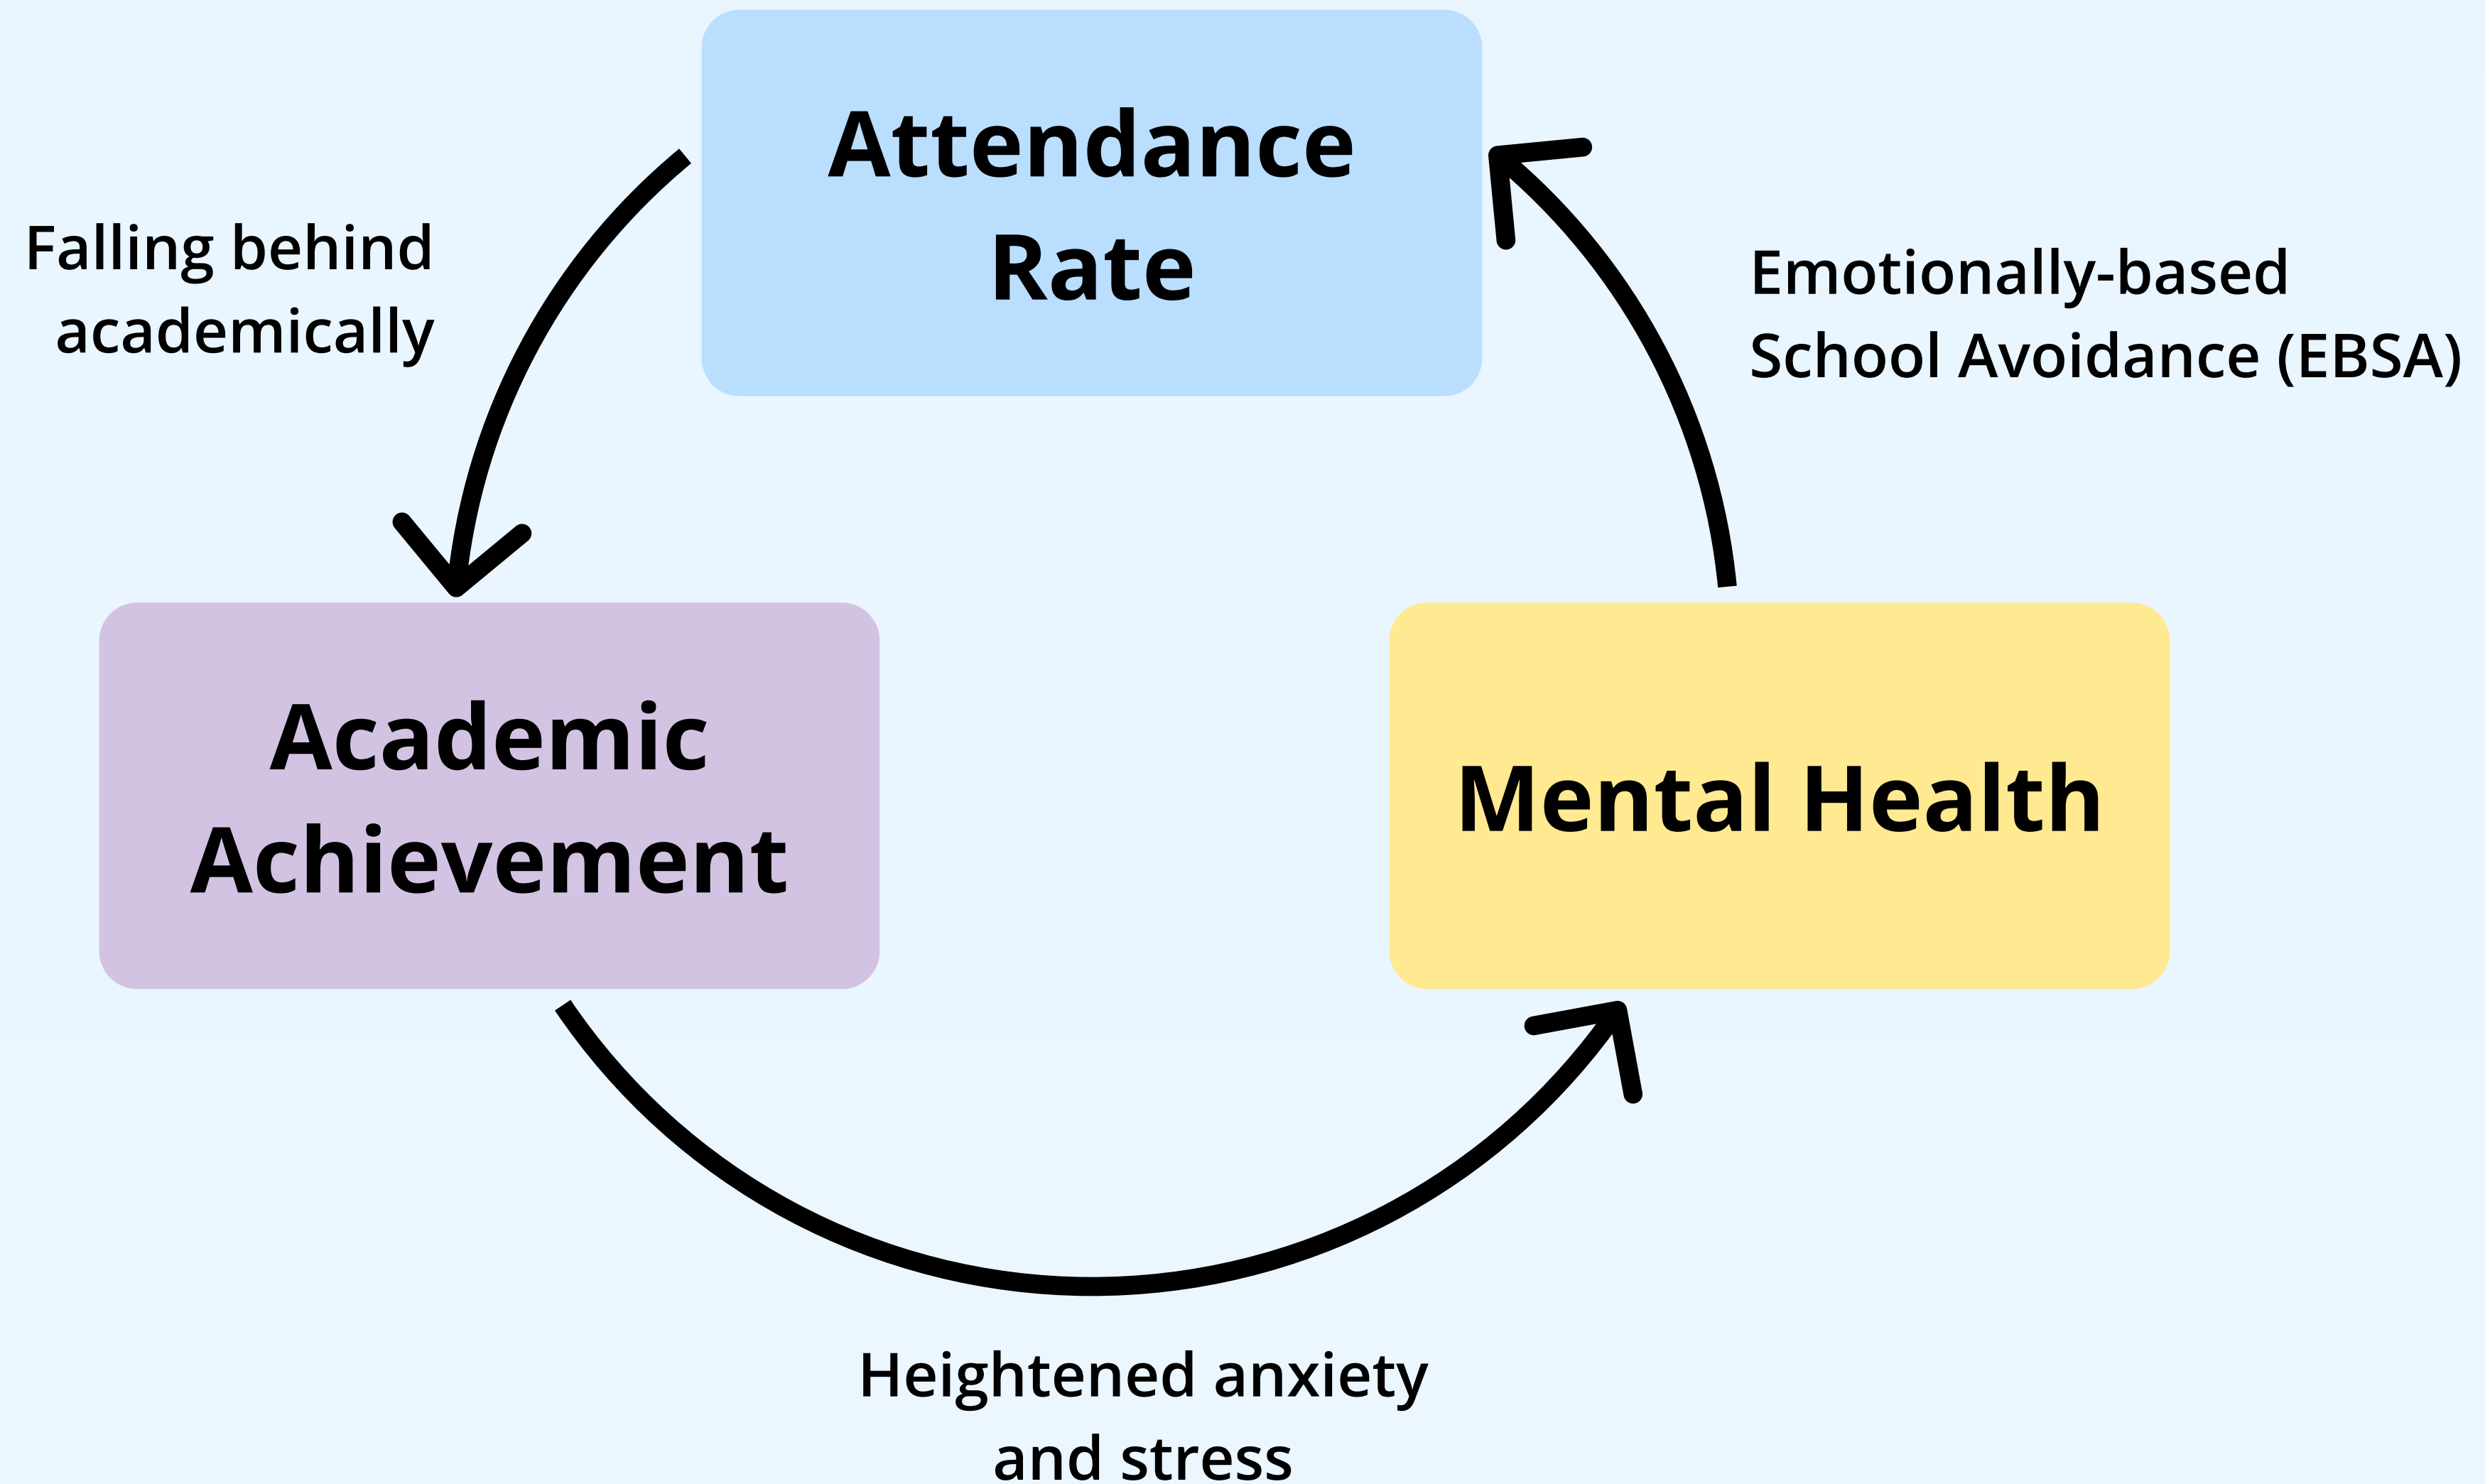 Attendance
Rate
Falling behind
academically
Emotionally-based
School Avoidance (EBSA)
Academic
Achievement
Mental Health
Heightened anxiety
and stress